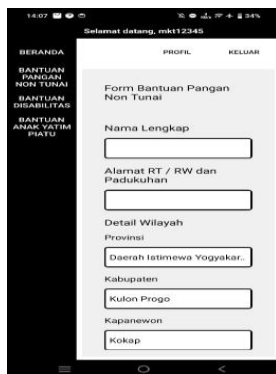 14:07
34%
Selamat datang, mkt12345
BERANDA
PROFIL
KELUAR
BANTUAN
PANGAN
NON TUNAI
BANTUAN
DISABILITAS
BANTUAN
ANAK YATIM
PIATU
Form Bantuan Pangan
Non Tunai
Nama Lengkap
Alamat RT / RW dan
Padukuhan
Detail Wilayah
Provinsi
Daerah Istimewa Yogyakar..
Kabupaten
Kulon Progo
Kapanewon
Kokap